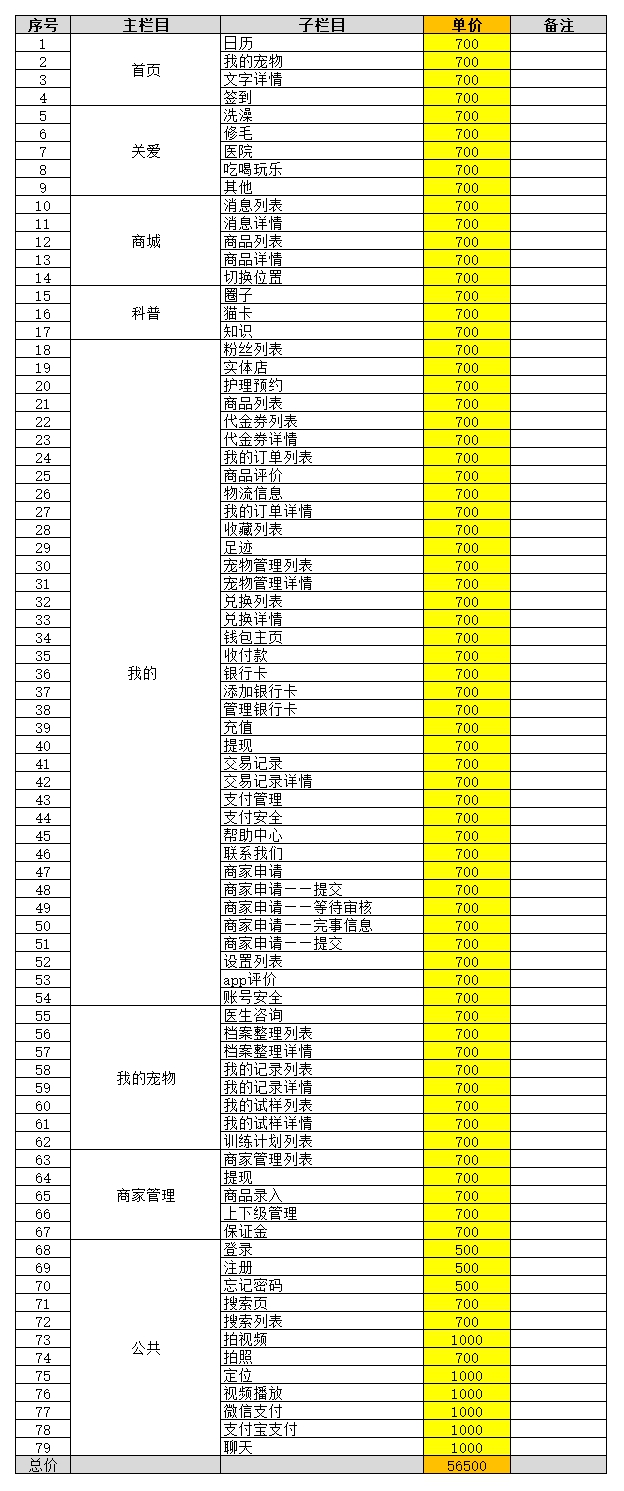 序号 主栏目 子栏目 单价 备注
1 首页 日历 700
2 我的宠物 700
3 文字详情 700
4 签到 700
5 关爱 洗澡 700
6 修毛 700
7 医院 700
8 吃喝玩乐 700
9 其他 700
10 商城 消息列表 700
11 消息详情 700
12 商品列表 700
13 商品详情 700
14 切换位置 700
15 科普 圈子 700
16 猫卡 700
17 知识 700
18 我的 粉丝列表 700
19 实体店 700
20 护理预约 700
21 商品列表 700
22 代金券列表 700
23 代金券详情 700
24 我的订单列表 700
25 商品评价 700
26 物流信息 700
27 我的订单详情 700
28 收藏列表 700
29 足迹 700
30 宠物管理列表 700
31 宠物管理详情 700
32 兑换列表 700
33 兑换详情 700
34 钱包主页 700
35 收付款 700
36 银行卡 700
37 添加银行卡 700
38 管理银行卡 700
39 充值 700
40 提现 700
41 交易记录 700
42 交易记录详情 700
43 支付管理 700
44 支付安全 700
45 帮助中心 700
46 联系我们 700
47 商家申请 700
48 商家申请——提交 700
49 商家申请——等待审核 700
50 商家申请——完事信息 700
51 商家申请——提交 700
52 设置列表 700
53 app评价 700
54 账号安全 700
55 我的宠物 医生咨询 700
56 档案整理列表 700
57 档案整理详情 700
58 我的记录列表 700
59 我的记录详情 700
60 我的试样列表 700
61 我的试样详情 700
62 训练计划列表 700
63 商家管理 商家管理列表 700
64 提现 700
65 商品录入 700
66 上下级管理 700
67 保证金 700
68 公共 登录 500
69 注册 500
70 忘记密码 500
71 搜索页 700
72 搜索列表 700
73 拍视频 1000
74 拍照 700
75 定位 1000
76 视频播放 1000
77 微信支付 1000
78 支付宝支付 1000
79 聊天 1000
总价 56500